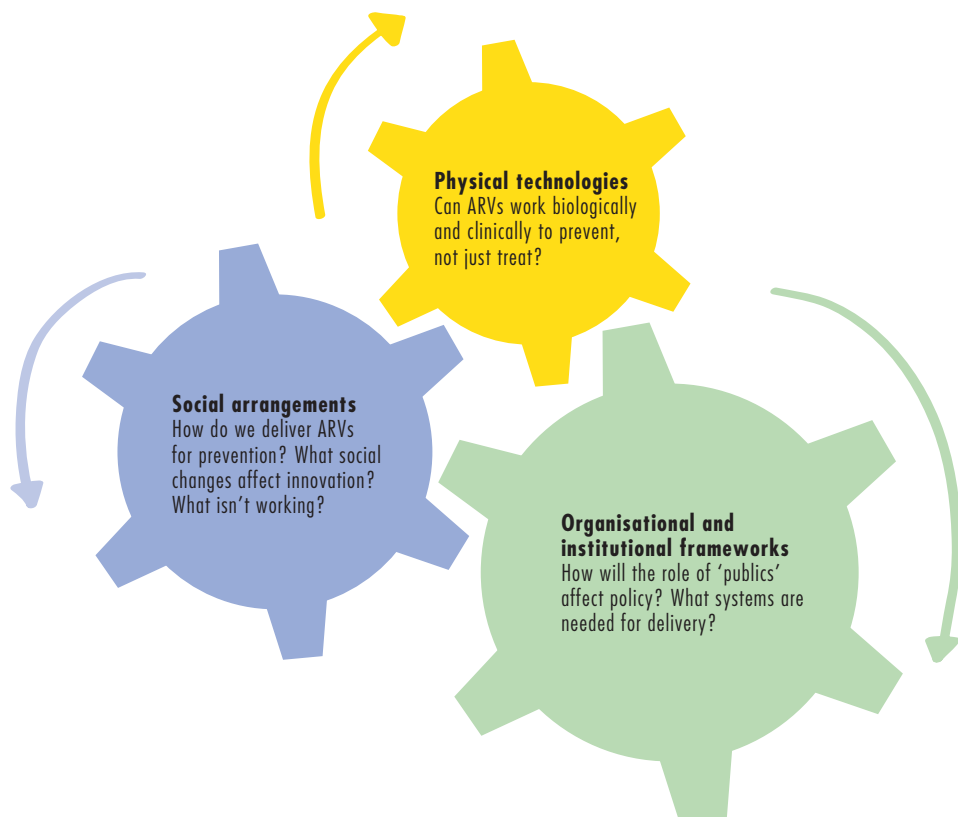 Physical technologies
Can ARVs work biologically
and clinically to prevent,
not just treat?
Social arrangements
How do we deliver ARVs
for prevention? What social
changes affect innovation?
What isn’t working?
Organisational and
institutional frameworks
How will the role of ‘publics’
affect policy? What systems are
needed for delivery?